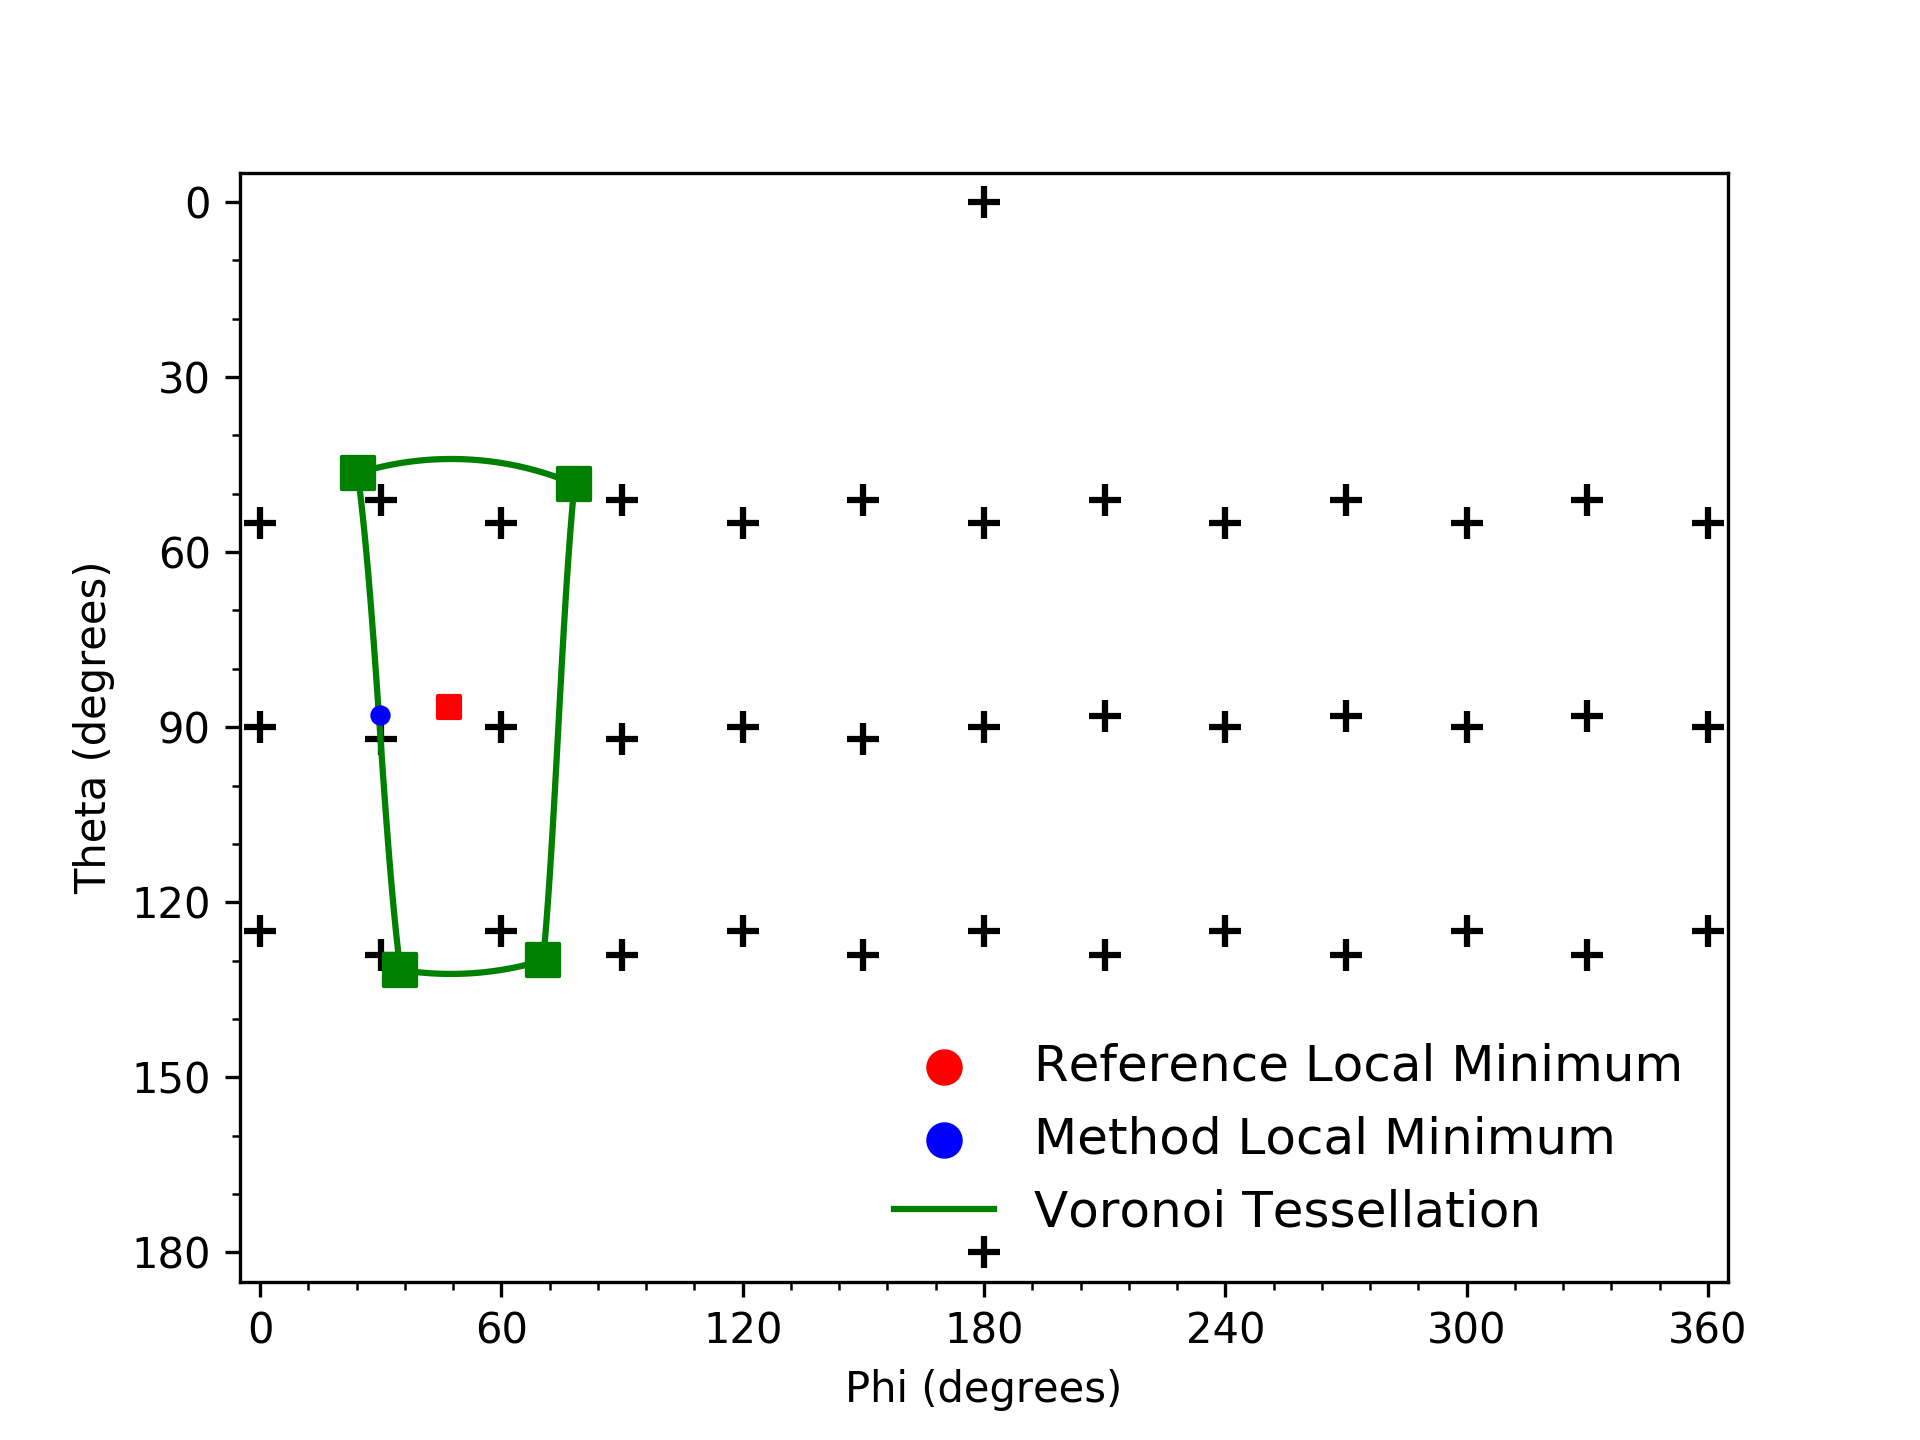 0
30
60
90
120
150
180
Theta (degrees)
Reference Local Minimum
Method Local Minimum
Voronoi Tessellation
0 60 120 180 240 300 360
Phi (degrees)